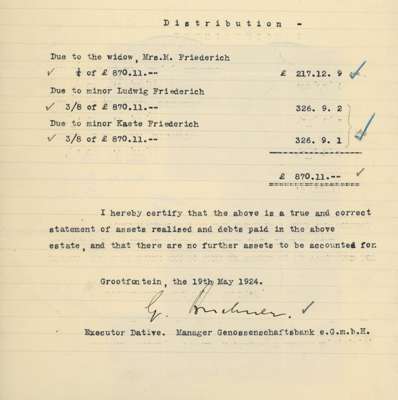 Distribution -
Due to the widow, Mrs.M. Friederich
¼ of £ 870.11.-- £ 217.12. 9
Due to minor Ludwig Friederich
3/8 of £ 870.11.-- 326. 9. 2
Due to minor Kaete Friederich
3/8 of £ 870.11.-- 326. 9. 1
£ 870.11.--
I hereby certify that the above is a true and correct
statement of assets realised and debts paid in the above
estate, and that there are no further assets to be accounted for.
Grootfontein, the 19th May 1924.
G.
Executor Dative. Manager Genossenschaftsbank e.G.m.b.H.